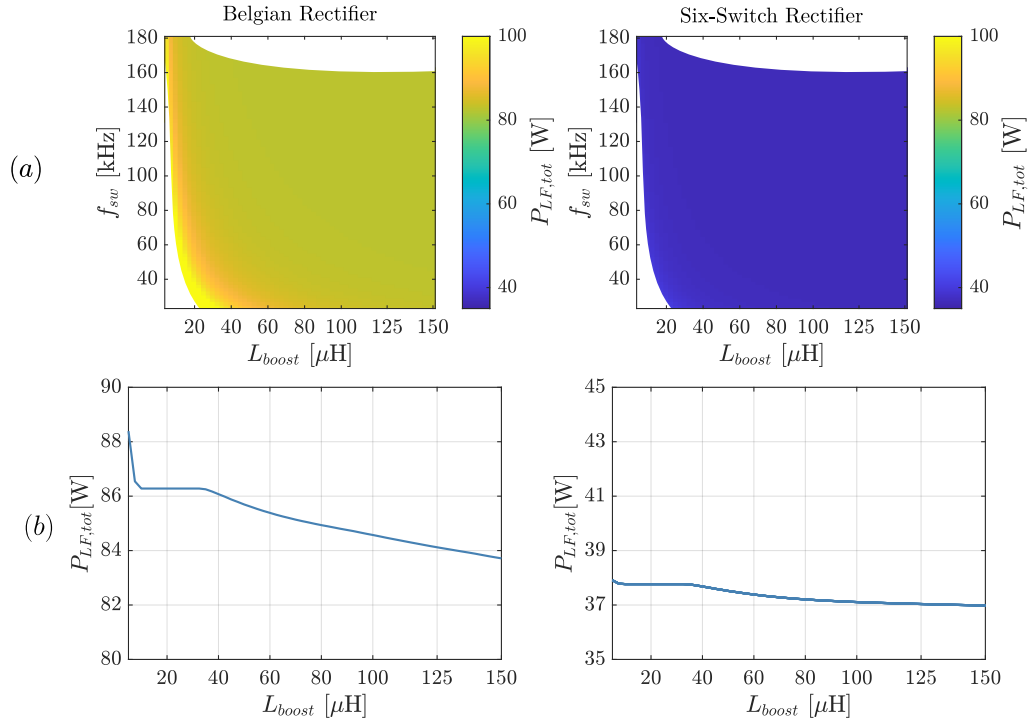 Belgian Rectifier
Six-Switch Rectifier
(a)
180
160
140
120
100
80
60
40
f_sw [kHz]
20 40 60 80 100 125 150
L_boost [μH]
100
80
60
40
P_LF,tot [W]
180
160
140
120
100
80
60
40
f_sw [kHz]
20 40 60 80 100 125 150
L_boost [μH]
100
80
60
40
P_LF,tot [W]
(b)
90
88
86
84
82
80
P_LF,tot[W]
20 40 60 80 100 120 150
L_boost [μH]
45
43
41
39
37
35
P_LF,tot[W]
20 40 60 80 100 120 150
L_boost [μH]